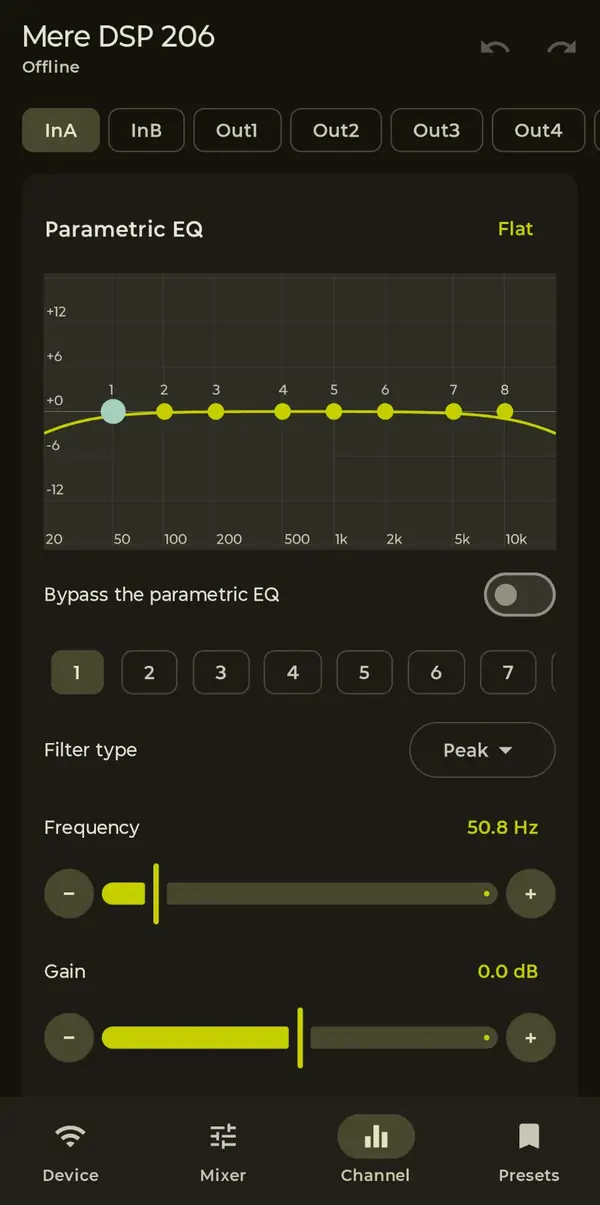 Mere DSP 206
Offline
InA InB Out1 Out2 Out3 Out4
Parametric EQ Flat
+12
+6
1 2 3 4 5 6 7 8
+0
-6
-12
20 50 100 200 500 1k 2k 5k 10k
Bypass the parametric EQ
1 2 3 4 5 6 7
Filter type Peak
Frequency 50.8 Hz
- +
Gain 0.0 dB
- +
Device Mixer Channel Presets